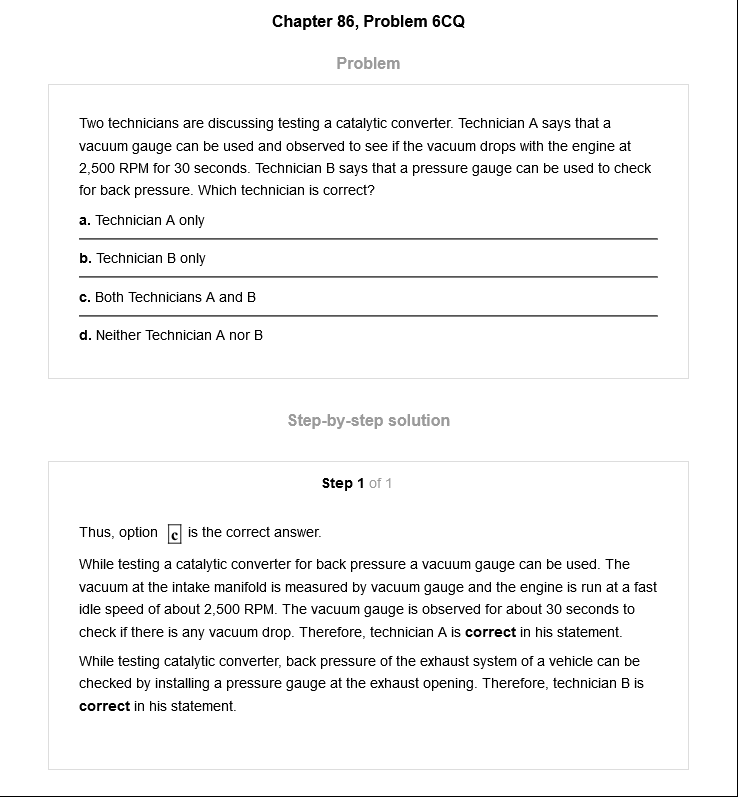 Chapter 86, Problem 6CQ
Problem
Two technicians are discussing testing a catalytic converter. Technician A says that a
vacuum gauge can be used and observed to see if the vacuum drops with the engine at
2,500 RPM for 30 seconds. Technician B says that a pressure gauge can be used to check
for back pressure. Which technician is correct?
a. Technician A only
b. Technician B only
c. Both Technicians A and B
d. Neither Technician A nor B
Step-by-step solution
Step 1 of 1
Thus, option c is the correct answer.
While testing a catalytic converter for back pressure a vacuum gauge can be used. The
vacuum at the intake manifold is measured by vacuum gauge and the engine is run at a fast
idle speed of about 2,500 RPM. The vacuum gauge is observed for about 30 seconds to
check if there is any vacuum drop. Therefore, technician A is correct in his statement.
While testing catalytic converter, back pressure of the exhaust system of a vehicle can be
checked by installing a pressure gauge at the exhaust opening. Therefore, technician B is
correct in his statement.